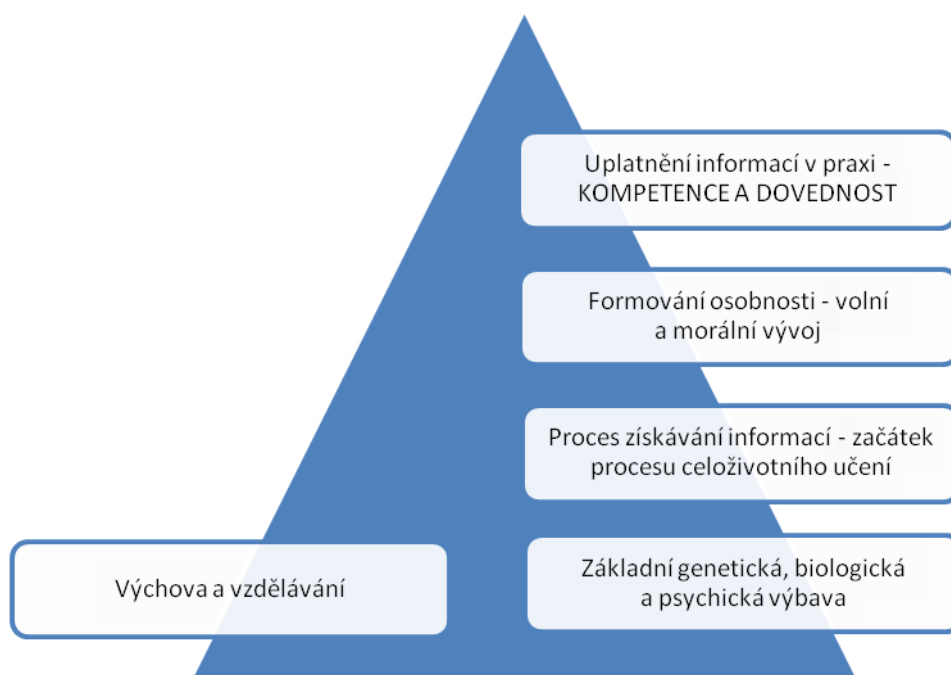 Uplatnění informací v praxi -
KOMPETENCE A DOVEDNOST
Formování osobnosti - volní
a morální vývoj
Proces získávání informací - začátek
procesu celoživotního učení
Výchova a vzdělávání
Základní genetická, biologická
a psychická výbava